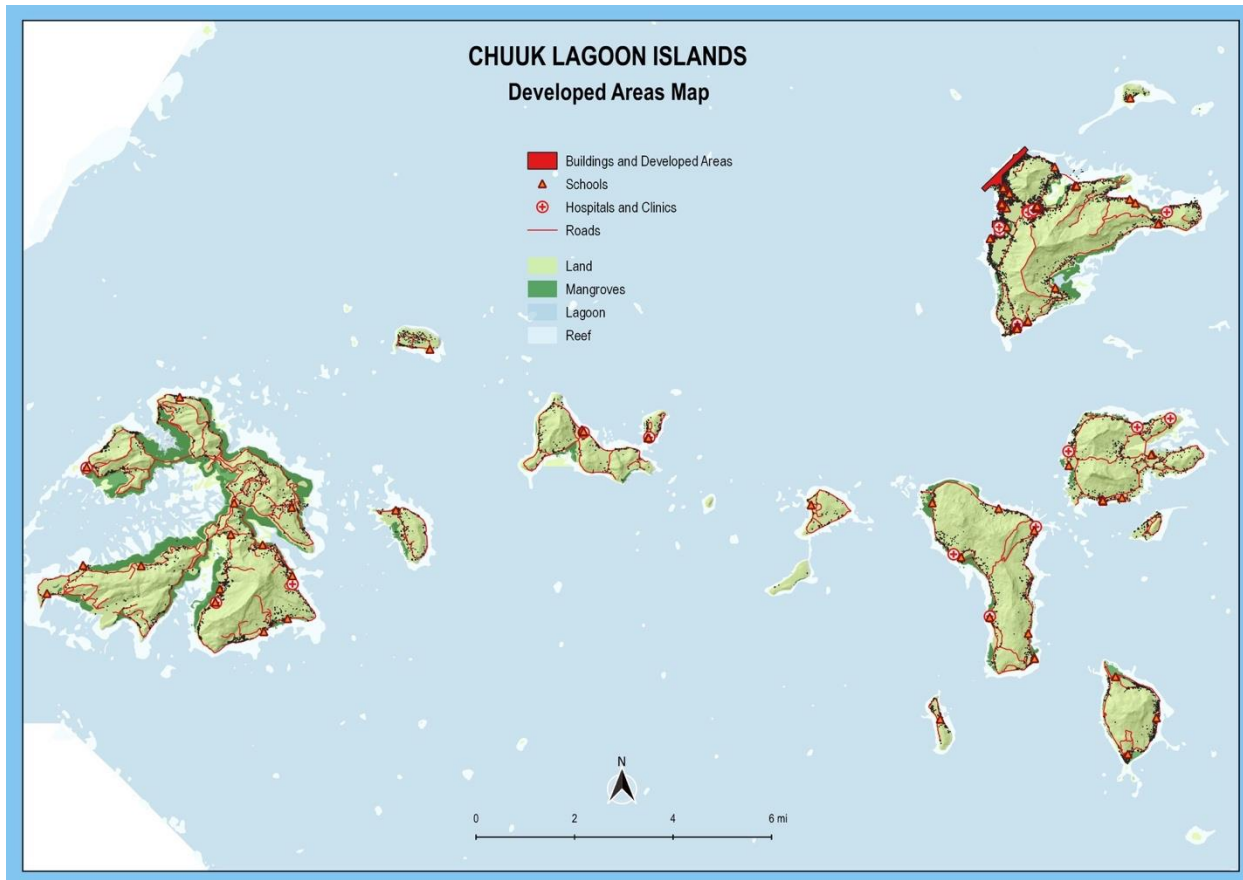 CHUUK LAGOON ISLANDS
Developed Areas Map
Buildings and Developed Areas
Schools
Hospitals and Clinics
Roads
Land
Mangroves
Lagoon
Reef
N
0 2 4 6 mi